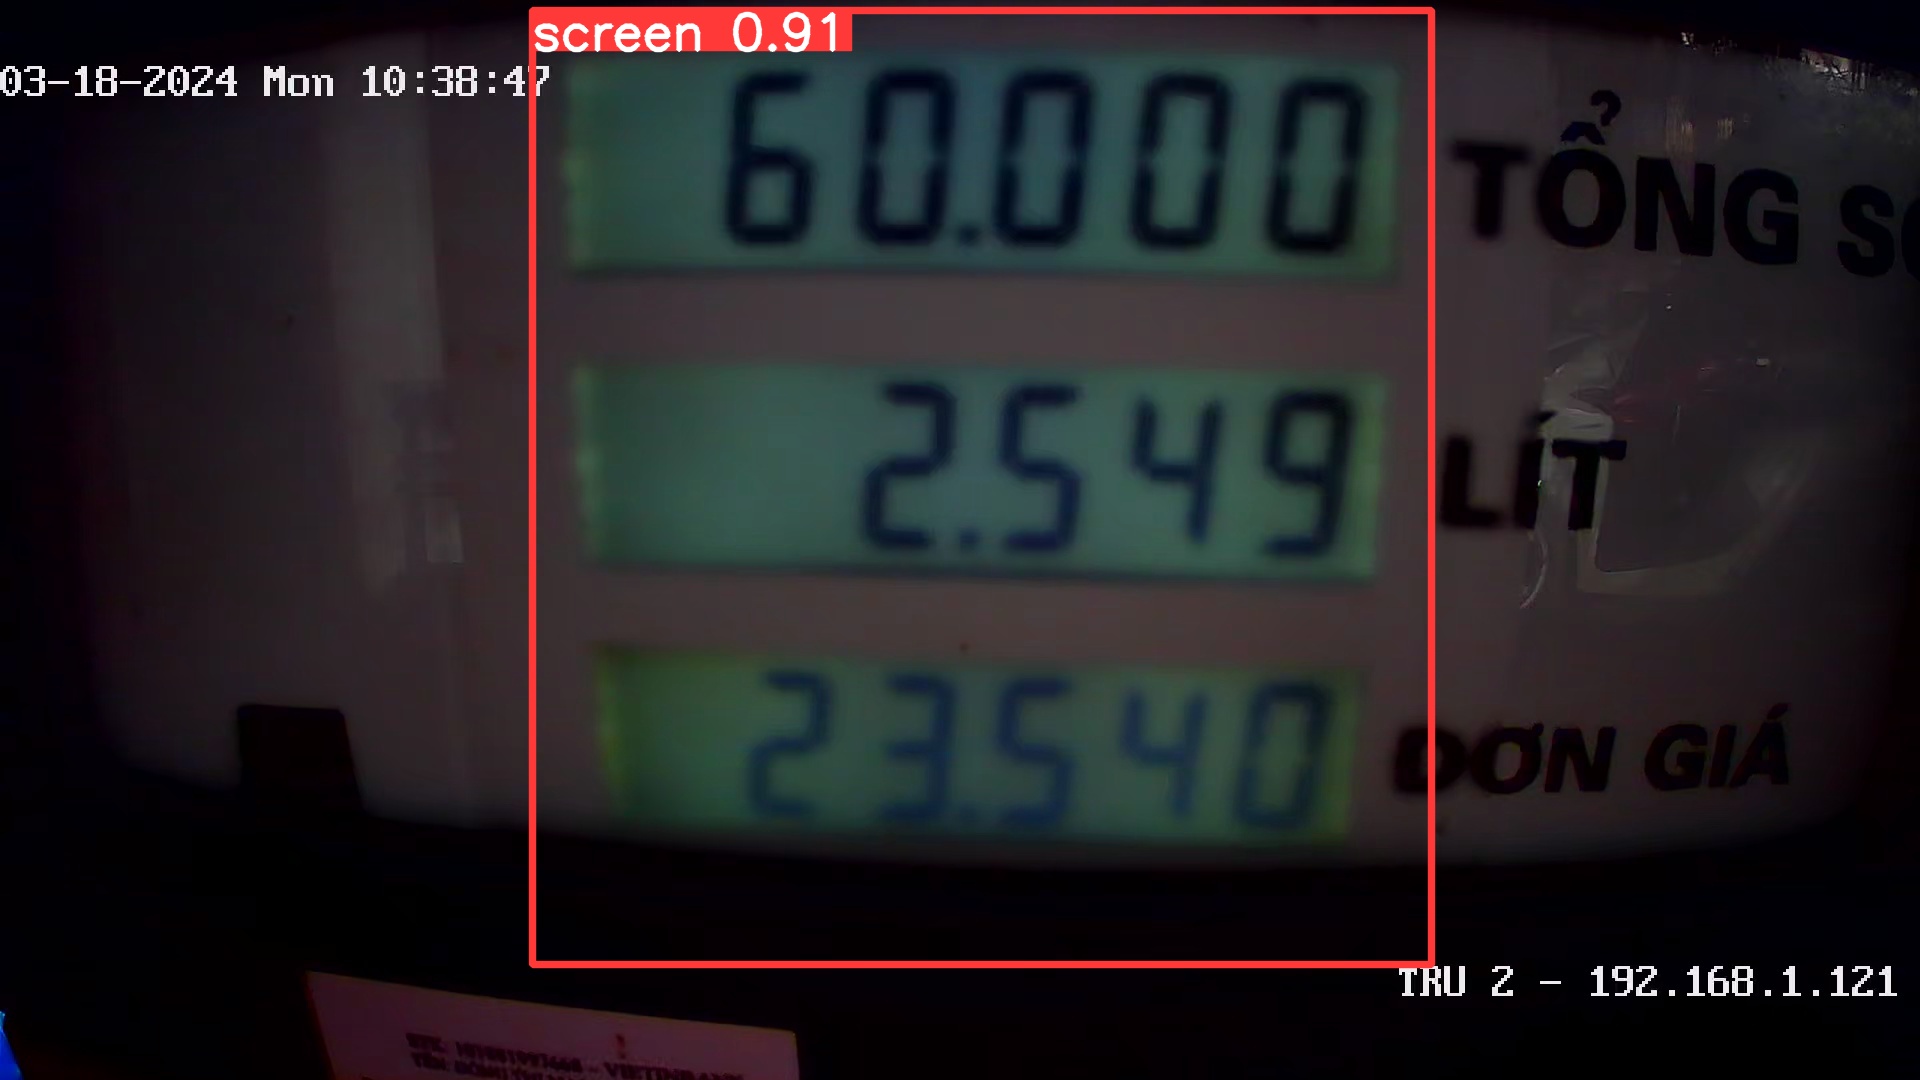 screen 0.91
03-18-2024 Mon 10:38:47
60.000
TỔNG SỐ
2.549
LÍT
23.540
ĐƠN GIÁ
TRU 2 - 192.168.1.121
VIETINBANK